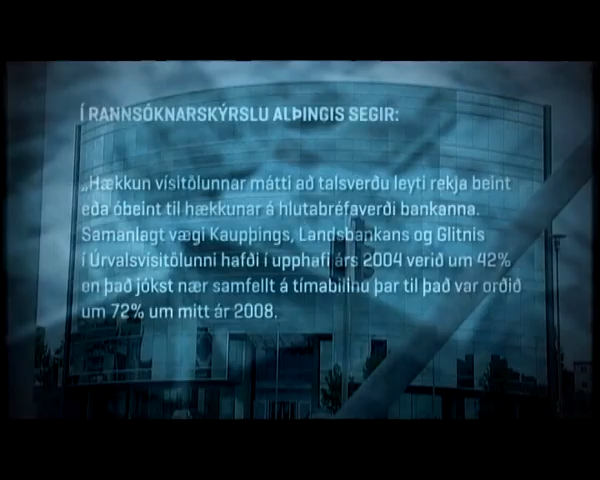 Í RANNSÓKNARSKÝRSLU ALÞINGIS SEGIR:
„Hækkun vísitölunnar mátti að talsverðu leyti rekja beint
eða óbeint til hækkunar á hlutabréfaverði bankanna.
Samanlagt vægi Kaupþings, Landsbankans og Glitnis
í Úrvalsvísitölunni hafði í upphafi árs 2004 verið um 42%
en það jókst nær samfellt á tímabilinu þar til það var orðið
um 72% um mitt ár 2008.